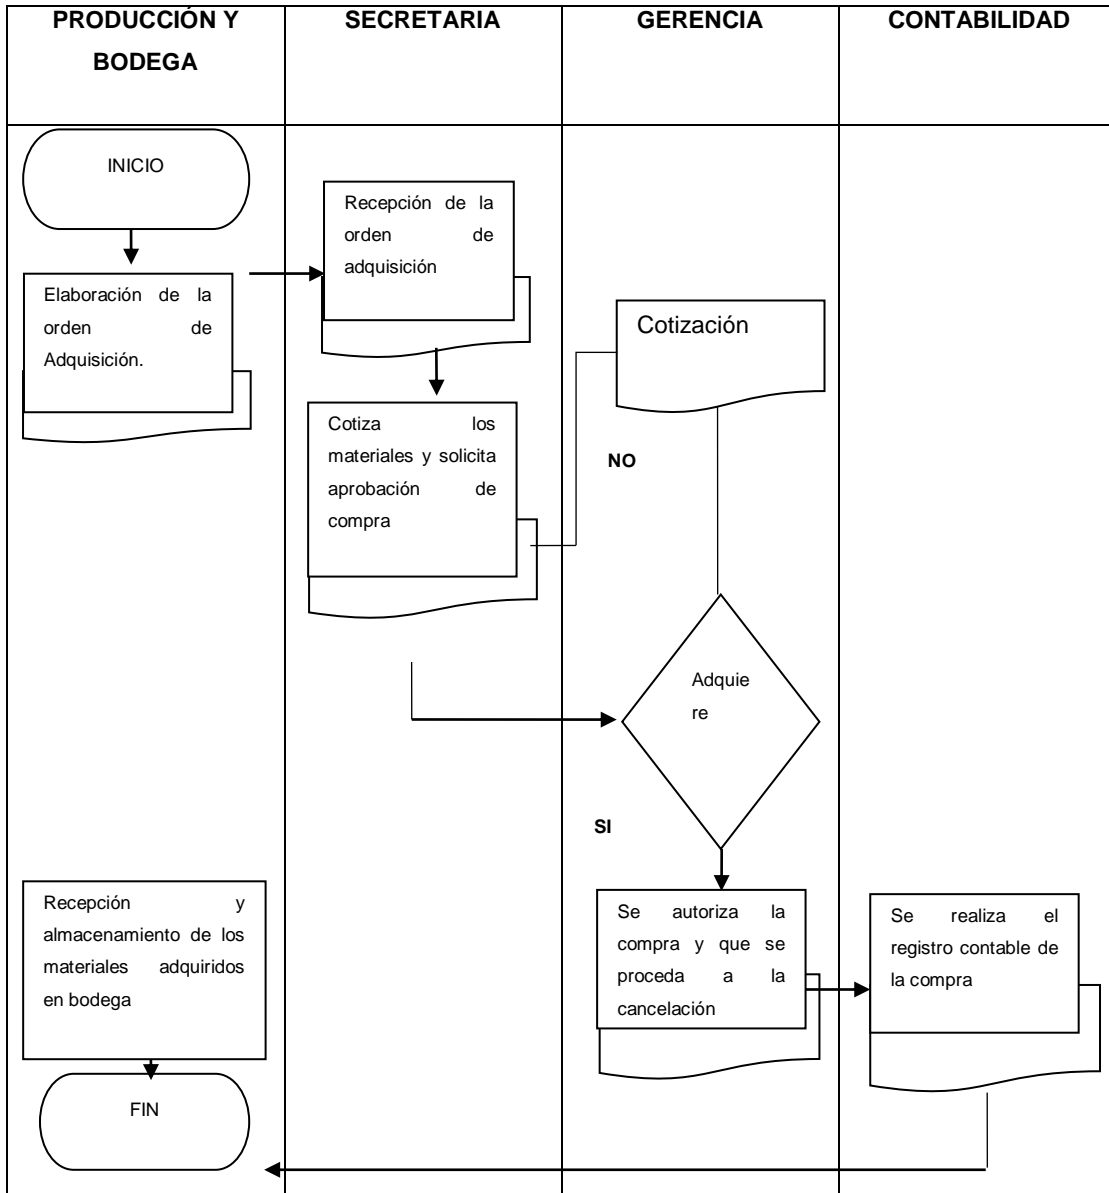 PRODUCCIÓN Y
BODEGA
SECRETARIA
GERENCIA
CONTABILIDAD
INICIO
Elaboración de la
orden de
Adquisición.
Recepción de la
orden de
adquisición
Cotiza los
materiales y solicita
aprobación de
compra
Cotización
NO
Adquie
re
SI
Se autoriza la
compra y que se
proceda a la
cancelación
Se realiza el
registro contable de
la compra
Recepción y
almacenamiento de los
materiales adquiridos
en bodega
FIN